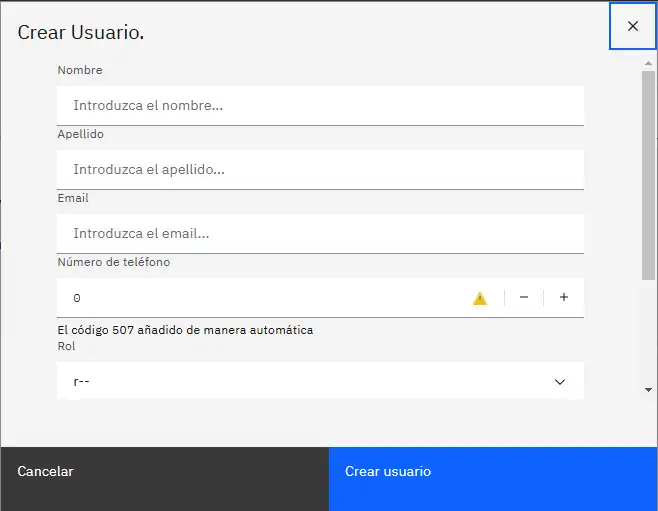 Crear Usuario.
Nombre
Introduzca el nombre...
Apellido
Introduzca el apellido...
Email
Introduzca el email...
Número de teléfono
0
El código 507 añadido de manera automática
Rol
r--
Cancelar
Crear usuario